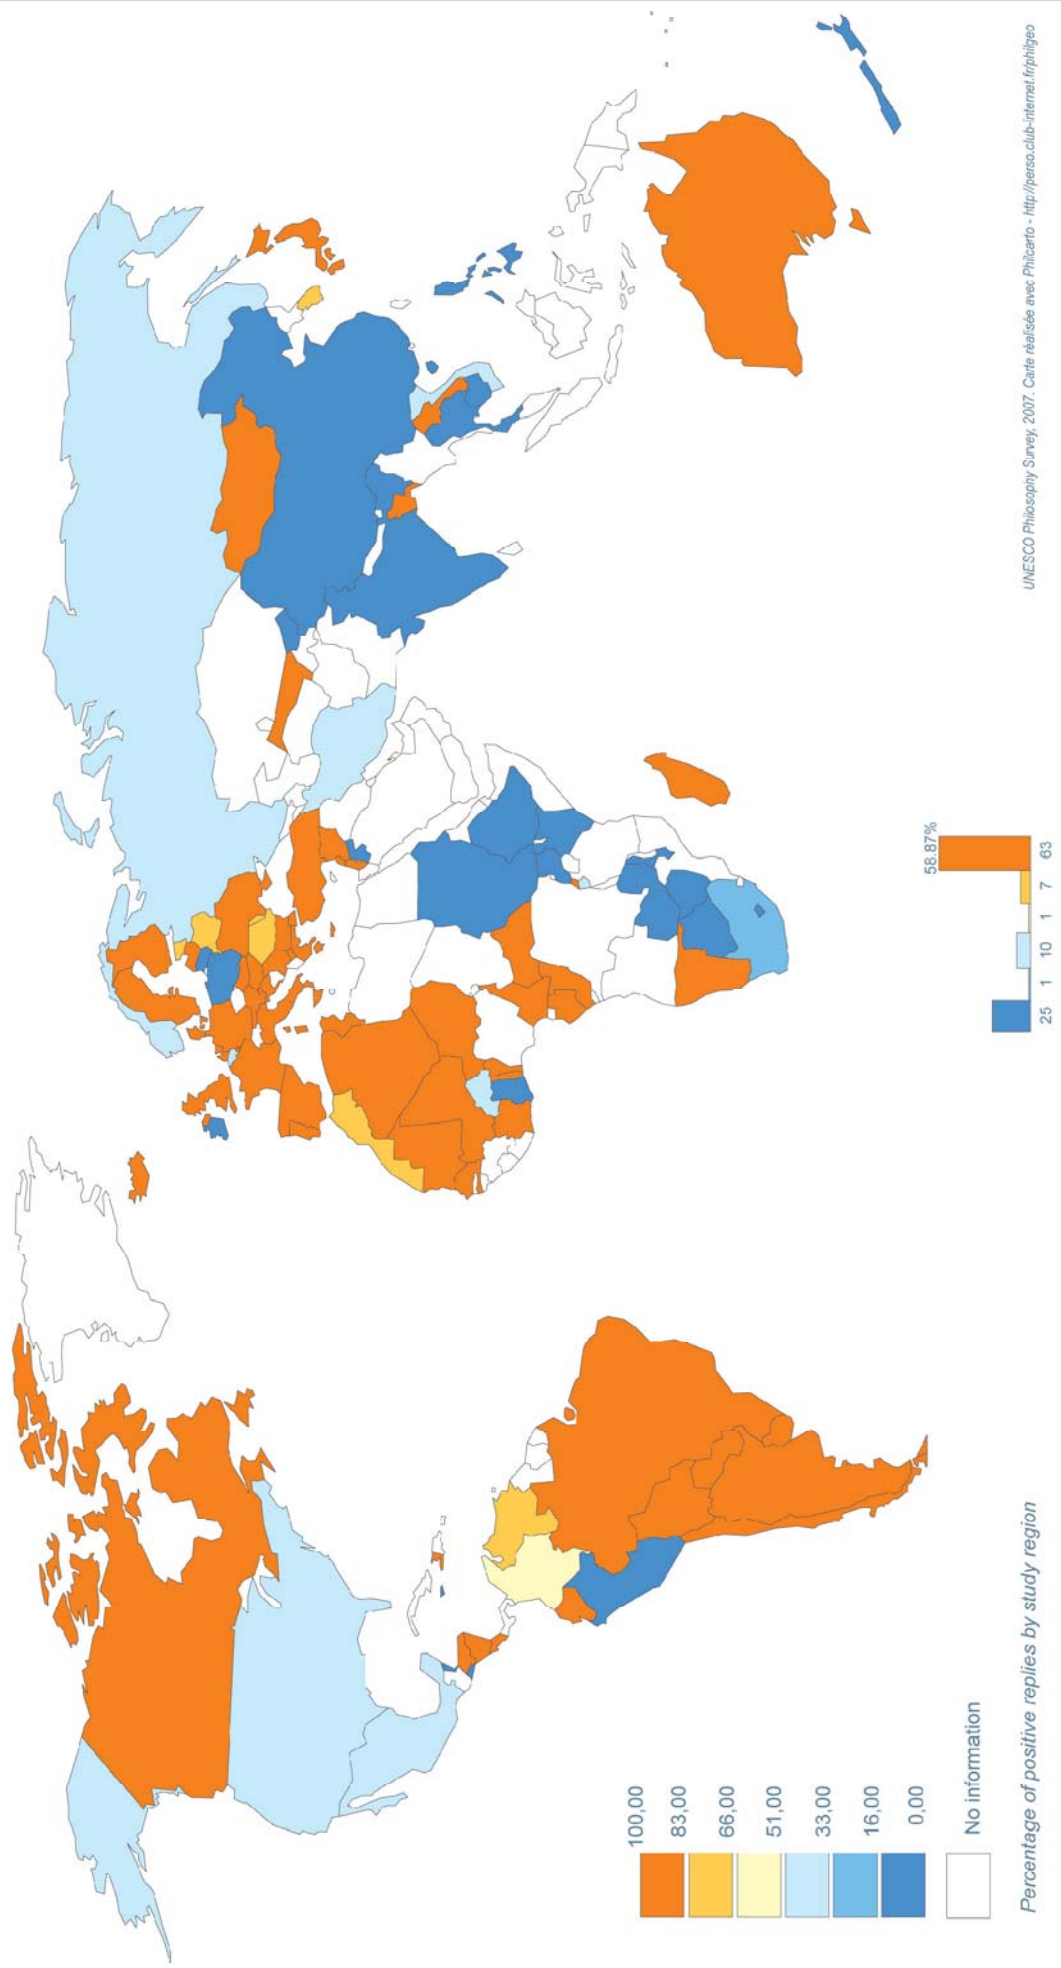 100,00
83,00
66,00
51,00
33,00
16,00
0,00
No information
Percentage of positive replies by study region
58.87%
25 1 10 1 7 63
UNESCO Philosophy Survey, 2007. Carte réalisée avec Philcarto - http://perso.club-internet.fr/philgeo